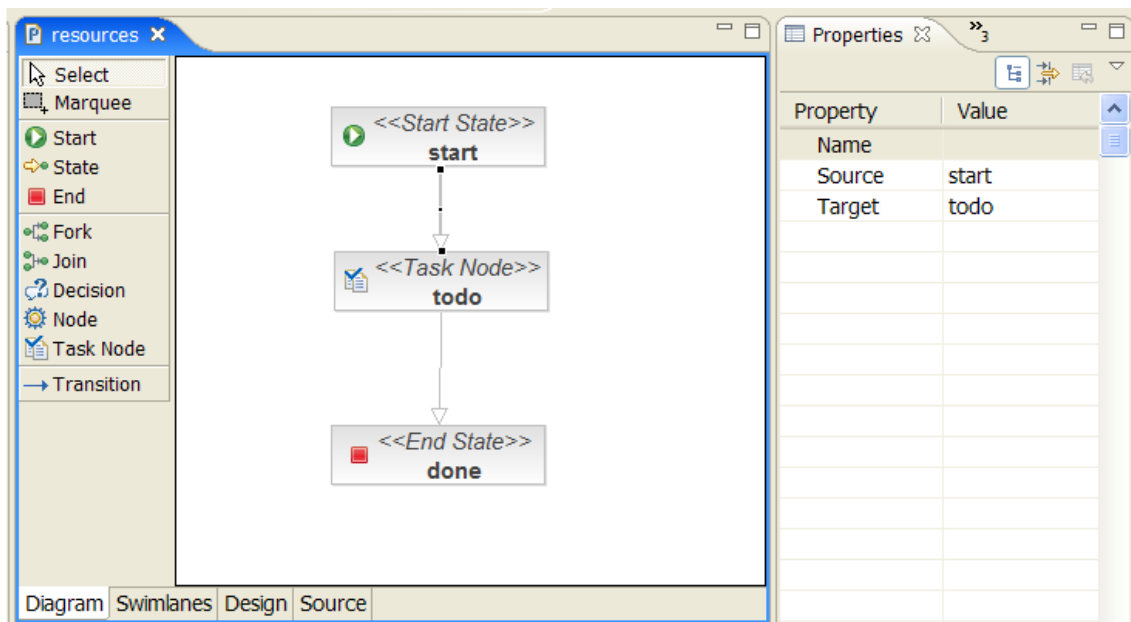 resources
Select
Marquee
Start
State
End
Fork
Join
Decision
Node
Task Node
Transition
<<Start State>>
start
<<Task Node>>
todo
<<End State>>
done
Diagram Swimlanes Design Source
Properties »3
Property Value
Name
Source start
Target todo